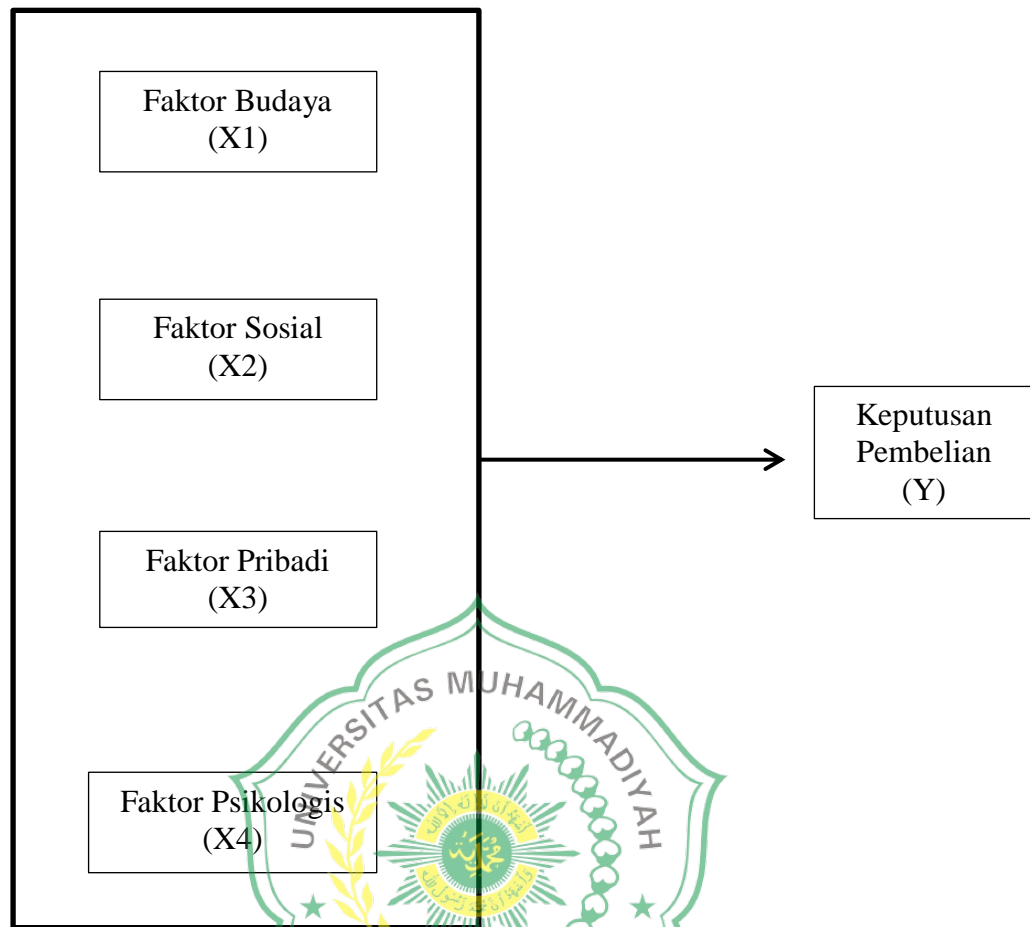 Faktor Budaya
(X1)
Faktor Sosial
(X2)
Keputusan
Pembelian
(Y)
Faktor Pribadi
(X3)
UNIVERSITAS MUHAMMADIYAH
Faktor Psikologis
(X4)